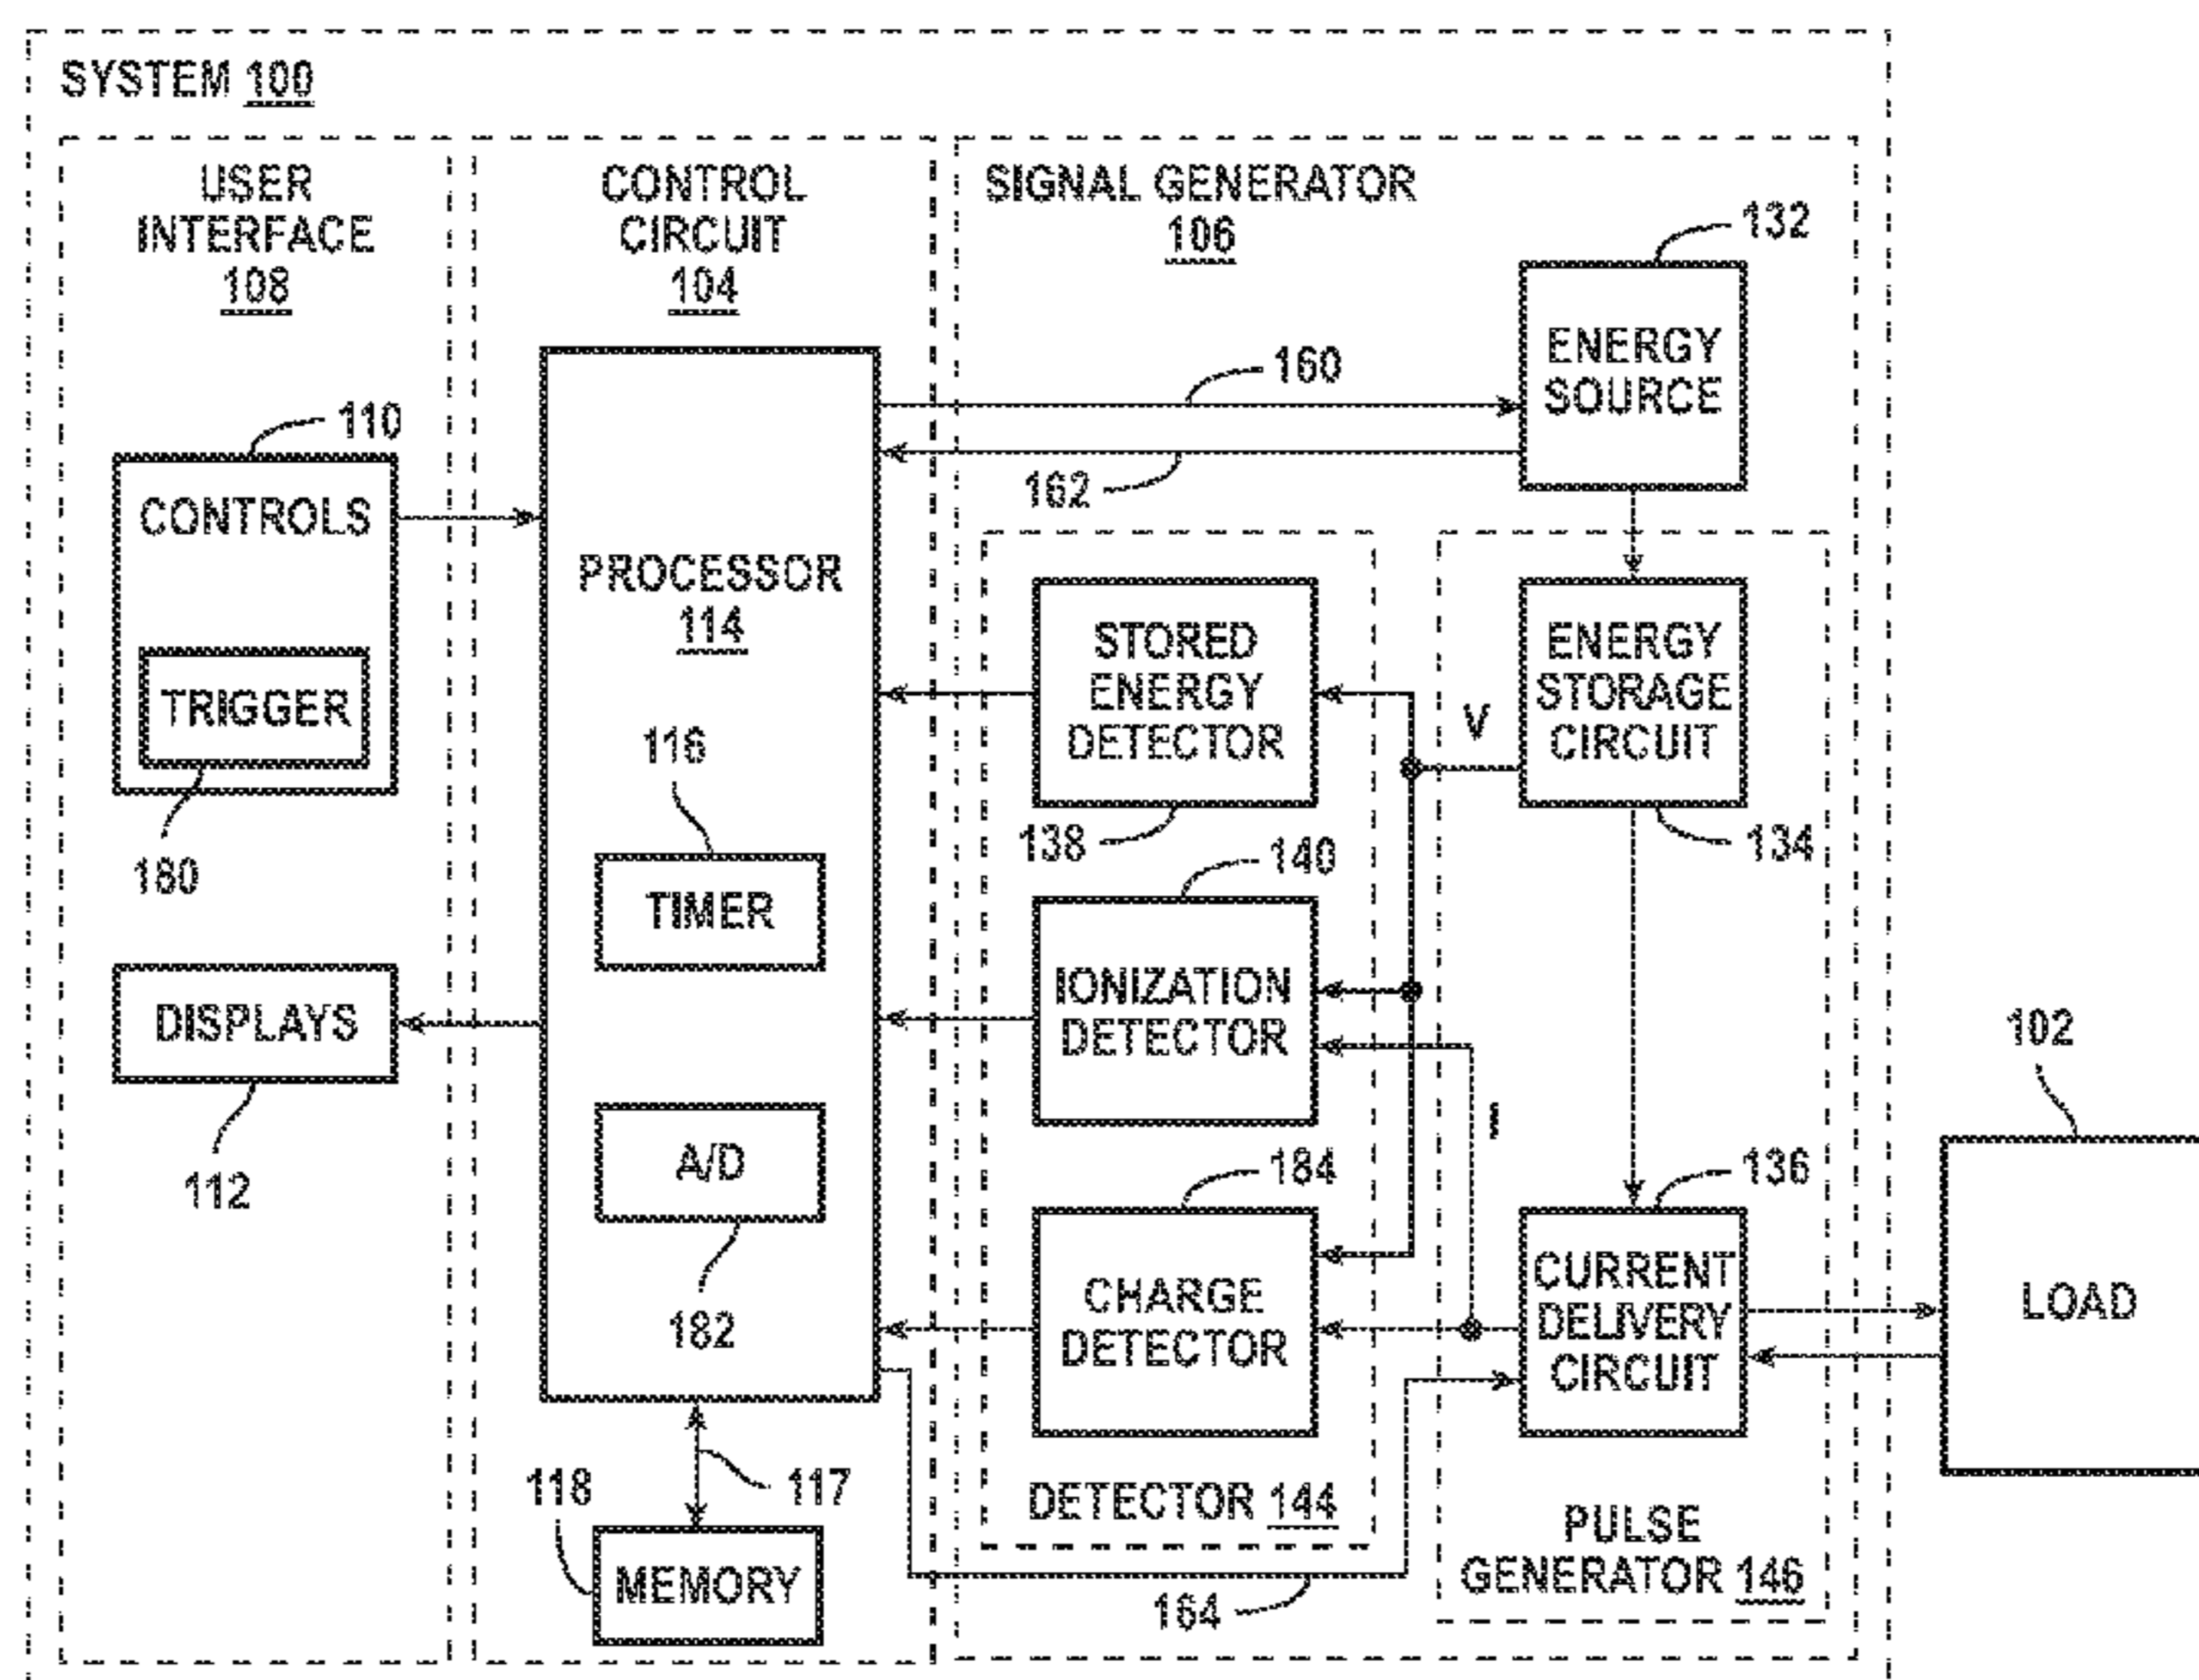 SYSTEM 100
USER
INTERFACE
108
CONTROL
CIRCUIT
104
SIGNAL GENERATOR
106
132
ENERGY
SOURCE
160
162
110
CONTROLS
TRIGGER
180
PROCESSOR
114
116
TIMER
A/D
182
DISPLAYS
112
117
118
MEMORY
STORED
ENERGY
DETECTOR
138
140
IONIZATION
DETECTOR
184
CHARGE
DETECTOR
DETECTOR 144
V
I
ENERGY
STORAGE
CIRCUIT
134
136
CURRENT
DELIVERY
CIRCUIT
PULSE
GENERATOR 146
164
102
LOAD